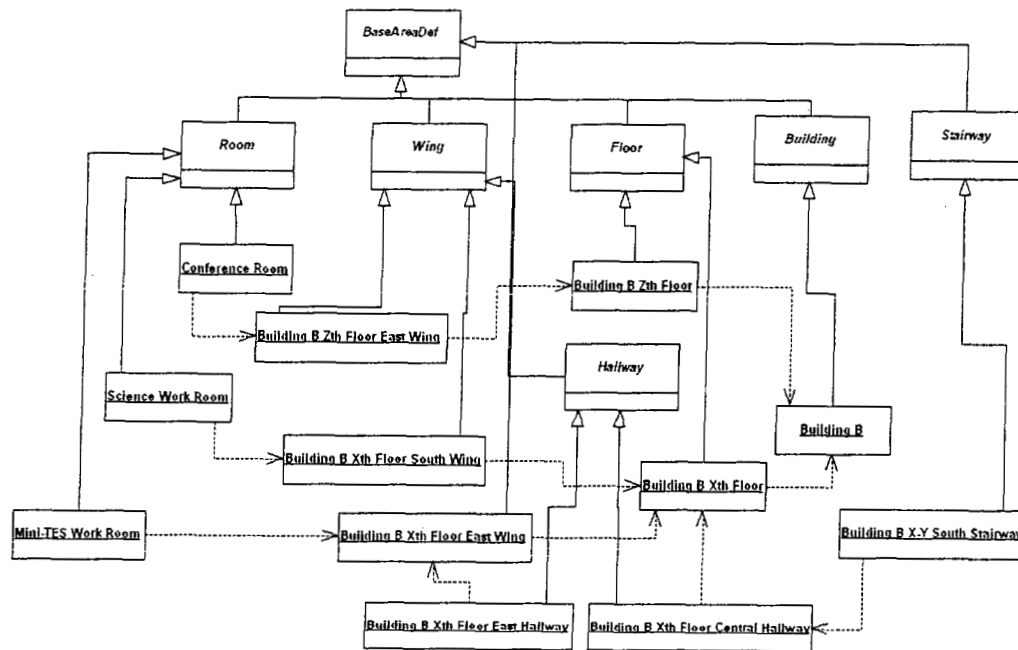 BaseAreaDef
Room
Wing
Floor
Building
Stairway
Conference Room
Building B Zth Floor
Building B Zth Floor East Wing
Hallway
Science Work Room
Building B
Building B Xth Floor South Wing
Building B Xth Floor
Mini-TES Work Room
Building B Xth Floor East Wing
Building B X-Y South Stairway
Building B Xth Floor East Hallway
Building B Xth Floor Central Hallway